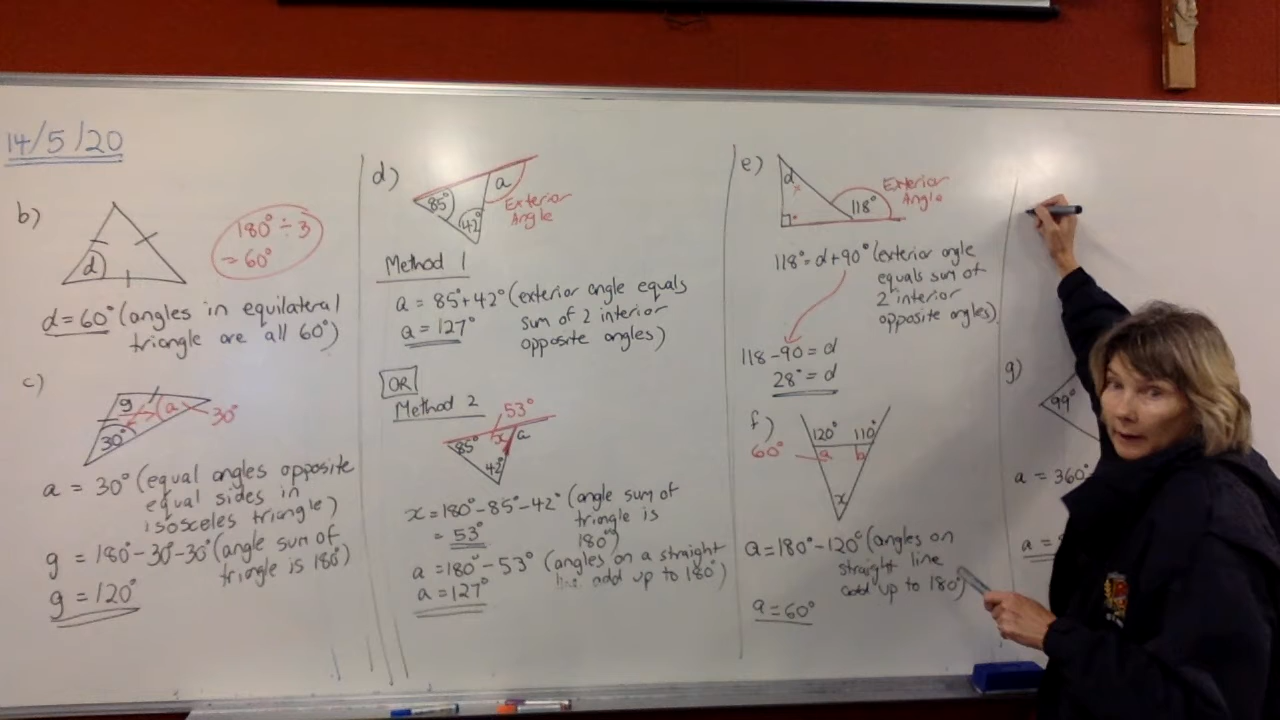 14/5/20
b)
d
180° ÷ 3
= 60°
d = 60° (angles in equilateral
triangle are all 60°)
c)
g
a
30°
30°
a = 30° (equal angles opposite
equal sides in
isosceles triangle)
g = 180° - 30° - 30° (angle sum of
triangle is 180°)
g = 120°
d)
85°
42°
a
Exterior
Angle
Method 1
a = 85° + 42° (exterior angle equals
a = 127° sum of 2 interior
opposite angles)
OR
Method 2
53°
85°
x
a
42°
x = 180° - 85° - 42° (angle sum of
= 53° triangle is
180°)
a = 180° - 53° (angles on a straight
line add up to 180°)
a = 127°
e)
d
118°
Exterior
Angle
118° = d + 90° (exterior angle
equals sum of
2 interior
opposite angles)
118 - 90 = d
28° = d
f)
120°
110°
60°
a
b
x
a = 180° - 120° (angles on
straight line
add up to 180°)
a = 60°
g)
99°
a = 360°
a =